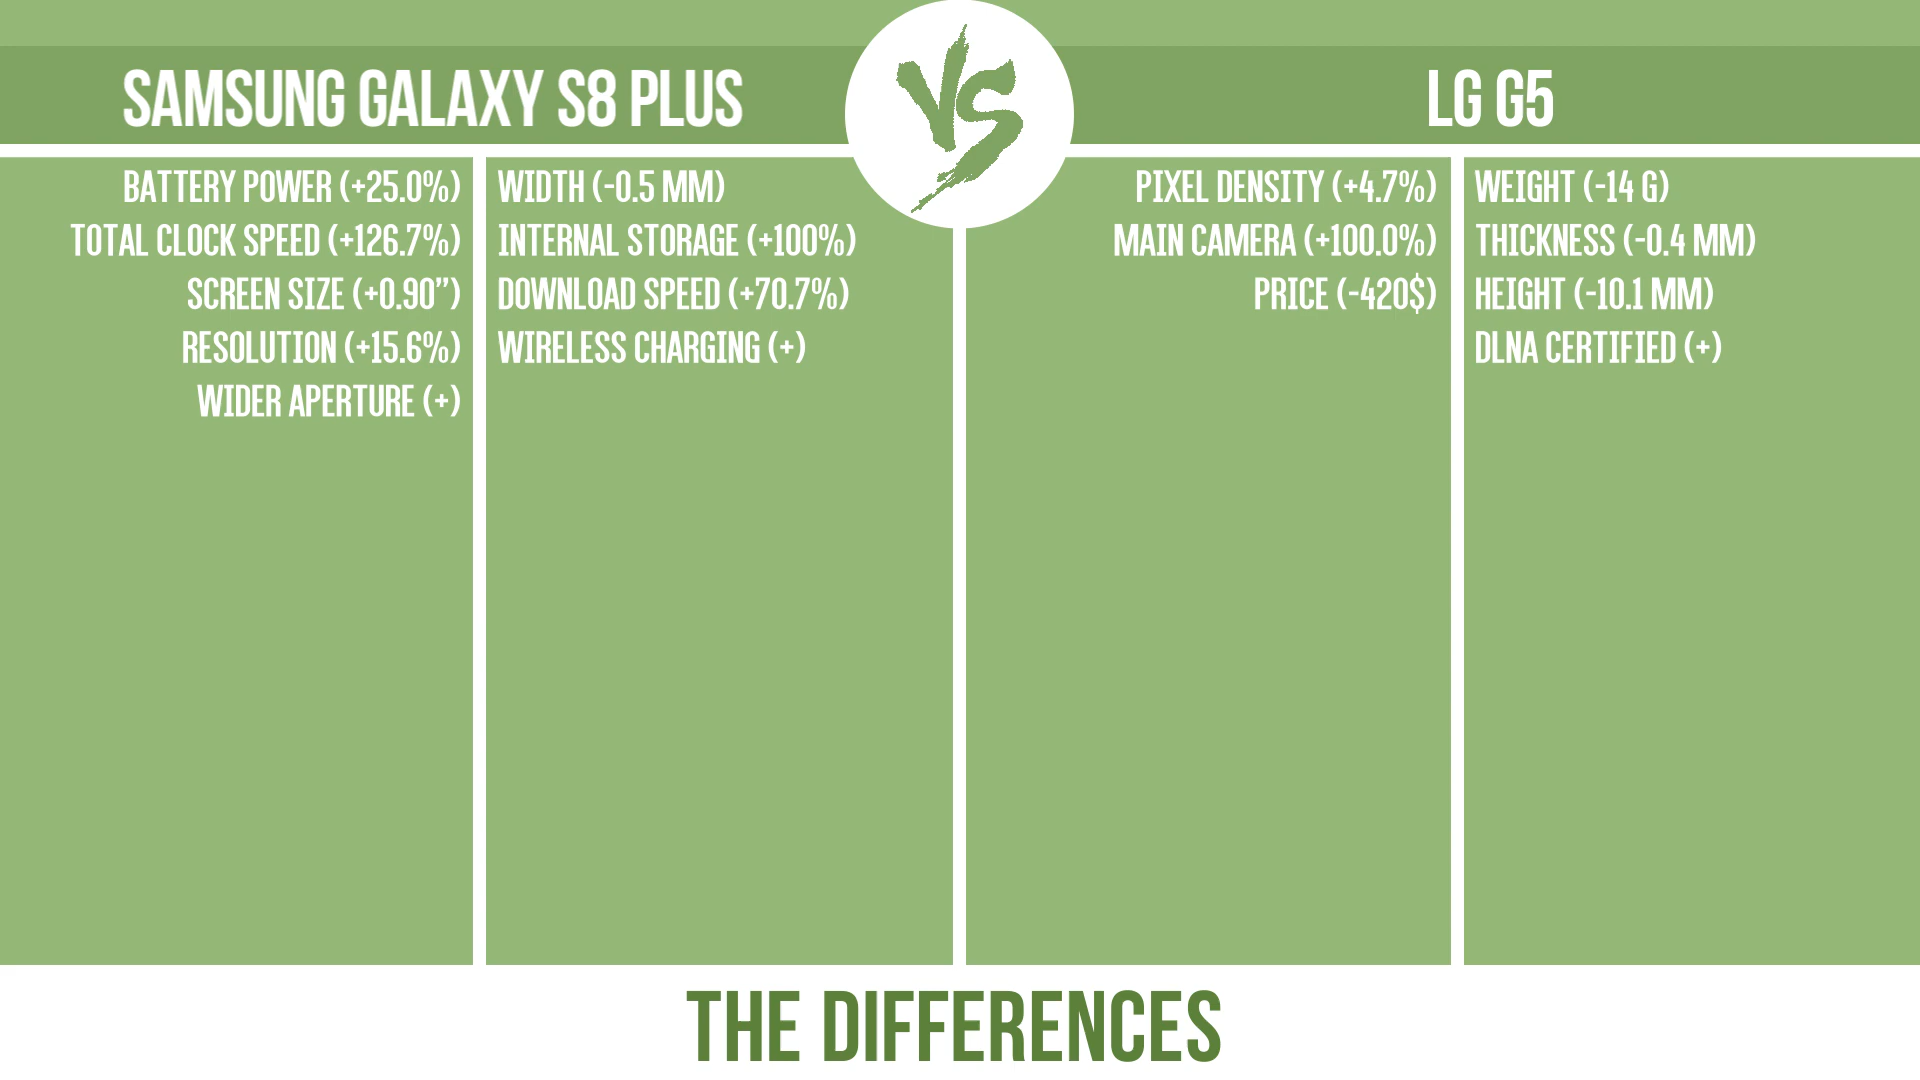 SAMSUNG GALAXY S8 PLUS
VS
LG G5
BATTERY POWER (+25.0%)
TOTAL CLOCK SPEED (+126.7%)
SCREEN SIZE (+0.90”)
RESOLUTION (+15.6%)
WIDER APERTURE (+)
WIDTH (-0.5 MM)
INTERNAL STORAGE (+100%)
DOWNLOAD SPEED (+70.7%)
WIRELESS CHARGING (+)
PIXEL DENSITY (+4.7%)
MAIN CAMERA (+100.0%)
PRICE (-420$)
WEIGHT (-14 G)
THICKNESS (-0.4 MM)
HEIGHT (-10.1 MM)
DLNA CERTIFIED (+)
THE DIFFERENCES